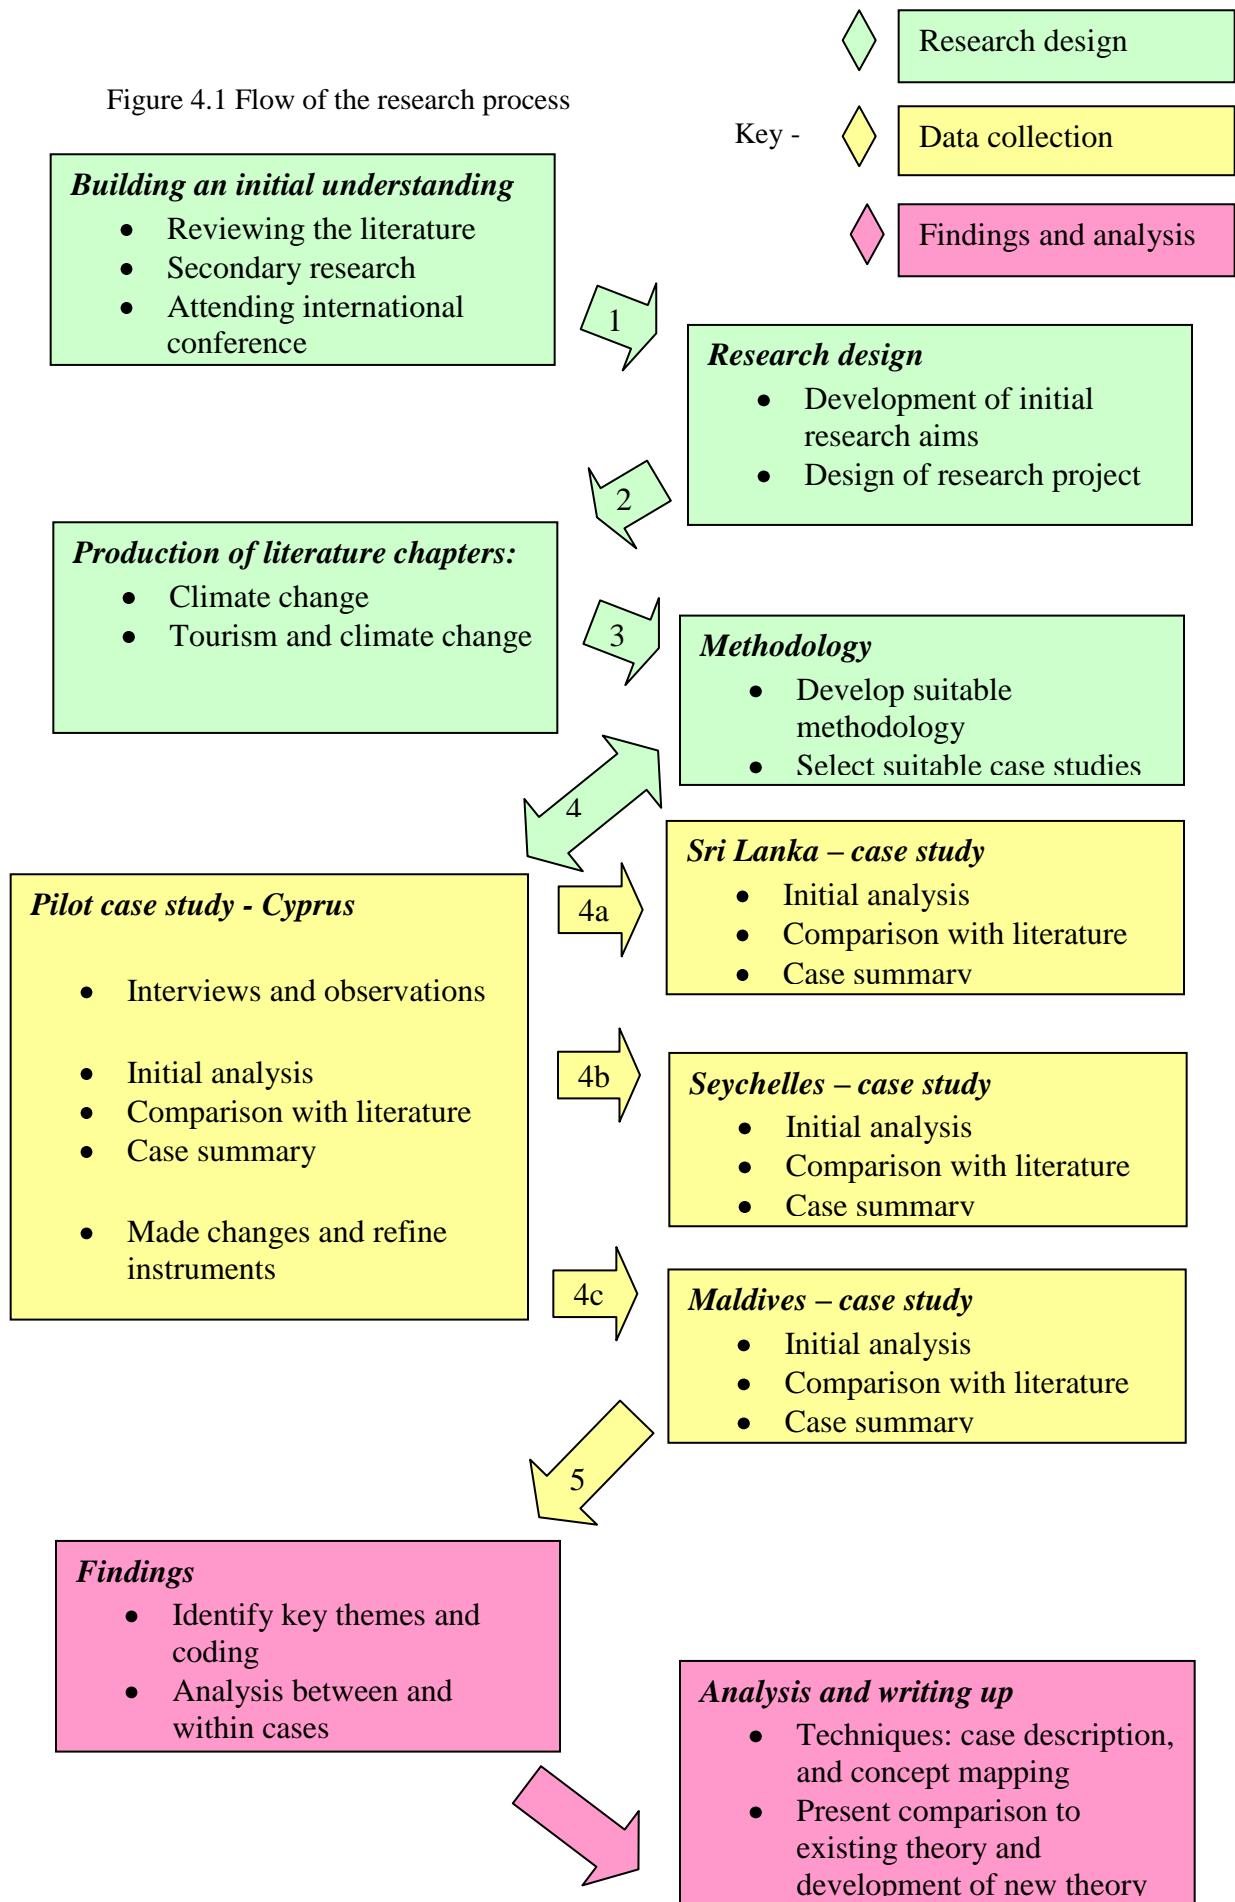 Research design
Figure 4.1 Flow of the research process
Key -
Data collection
Findings and analysis
Building an initial understanding
• Reviewing the literature
• Secondary research
• Attending international
conference
1
Research design
• Development of initial
research aims
• Design of research project
2
Production of literature chapters:
• Climate change
• Tourism and climate change
3
Methodology
• Develop suitable
methodology
• Select suitable case studies
4
Pilot case study - Cyprus
• Interviews and observations
• Initial analysis
• Comparison with literature
• Case summary
• Made changes and refine
instruments
4a
Sri Lanka – case study
• Initial analysis
• Comparison with literature
• Case summary
4b
Seychelles – case study
• Initial analysis
• Comparison with literature
• Case summary
4c
Maldives – case study
• Initial analysis
• Comparison with literature
• Case summary
5
Findings
• Identify key themes and
coding
• Analysis between and
within cases
Analysis and writing up
• Techniques: case description,
and concept mapping
• Present comparison to
existing theory and
development of new theory